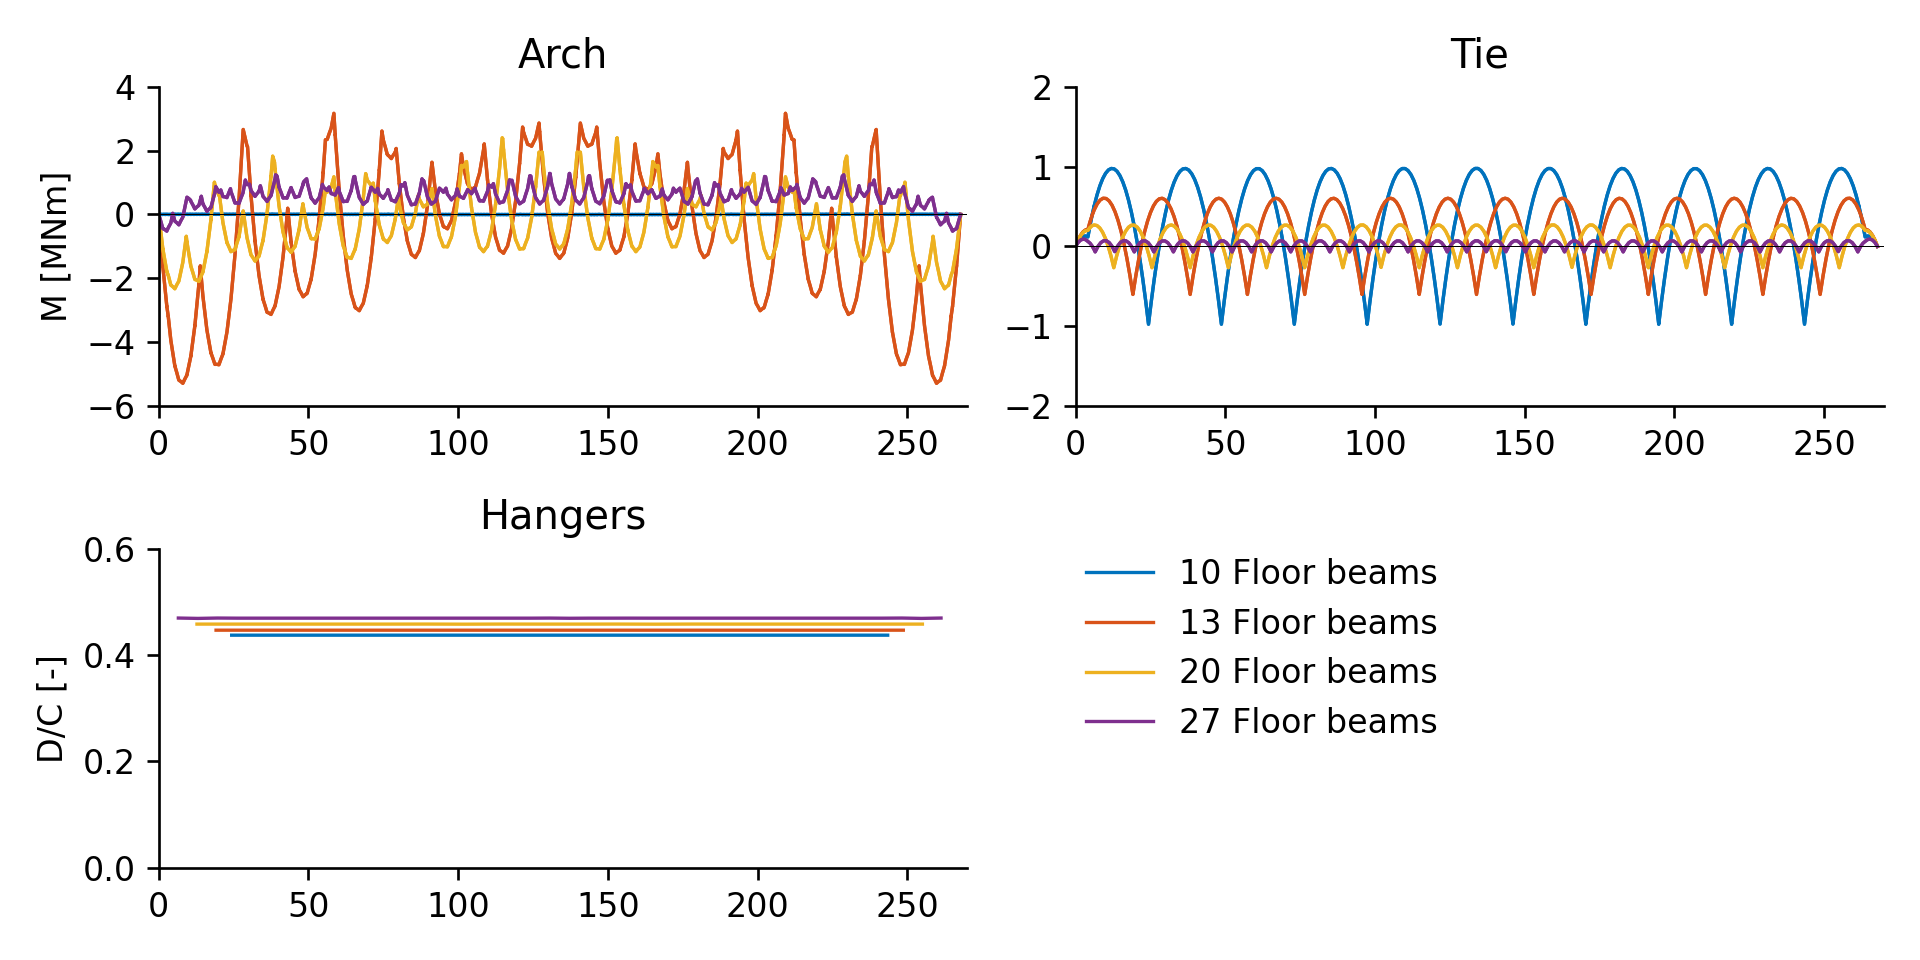 Arch
M [MNm]
4
2
0
−2
−4
−6
0 50 100 150 200 250
Tie
2
1
0
−1
−2
0 50 100 150 200 250
Hangers
D/C [-]
0.6
0.4
0.2
0.0
0 50 100 150 200 250
10 Floor beams
13 Floor beams
20 Floor beams
27 Floor beams